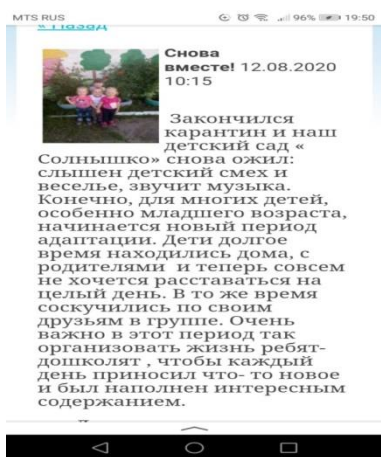 MTS RUS 96% 19:50
« Назад
Снова
вместе! 12.08.2020
10:15
Закончился
карантин и наш
детский сад «
Солнышко» снова ожил:
слышен детский смех и
веселье, звучит музыка.
Конечно, для многих детей,
особенно младшего возраста,
начинается новый период
адаптации. Дети долгое
время находились дома, с
родителями и теперь совсем
не хочется расставаться на
целый день. В то же время
соскучились по своим
друзьям в группе. Очень
важно в этот период так
организовать жизнь ребят-
дошколят , чтобы каждый
день приносил что- то новое
и был наполнен интересным
содержанием.